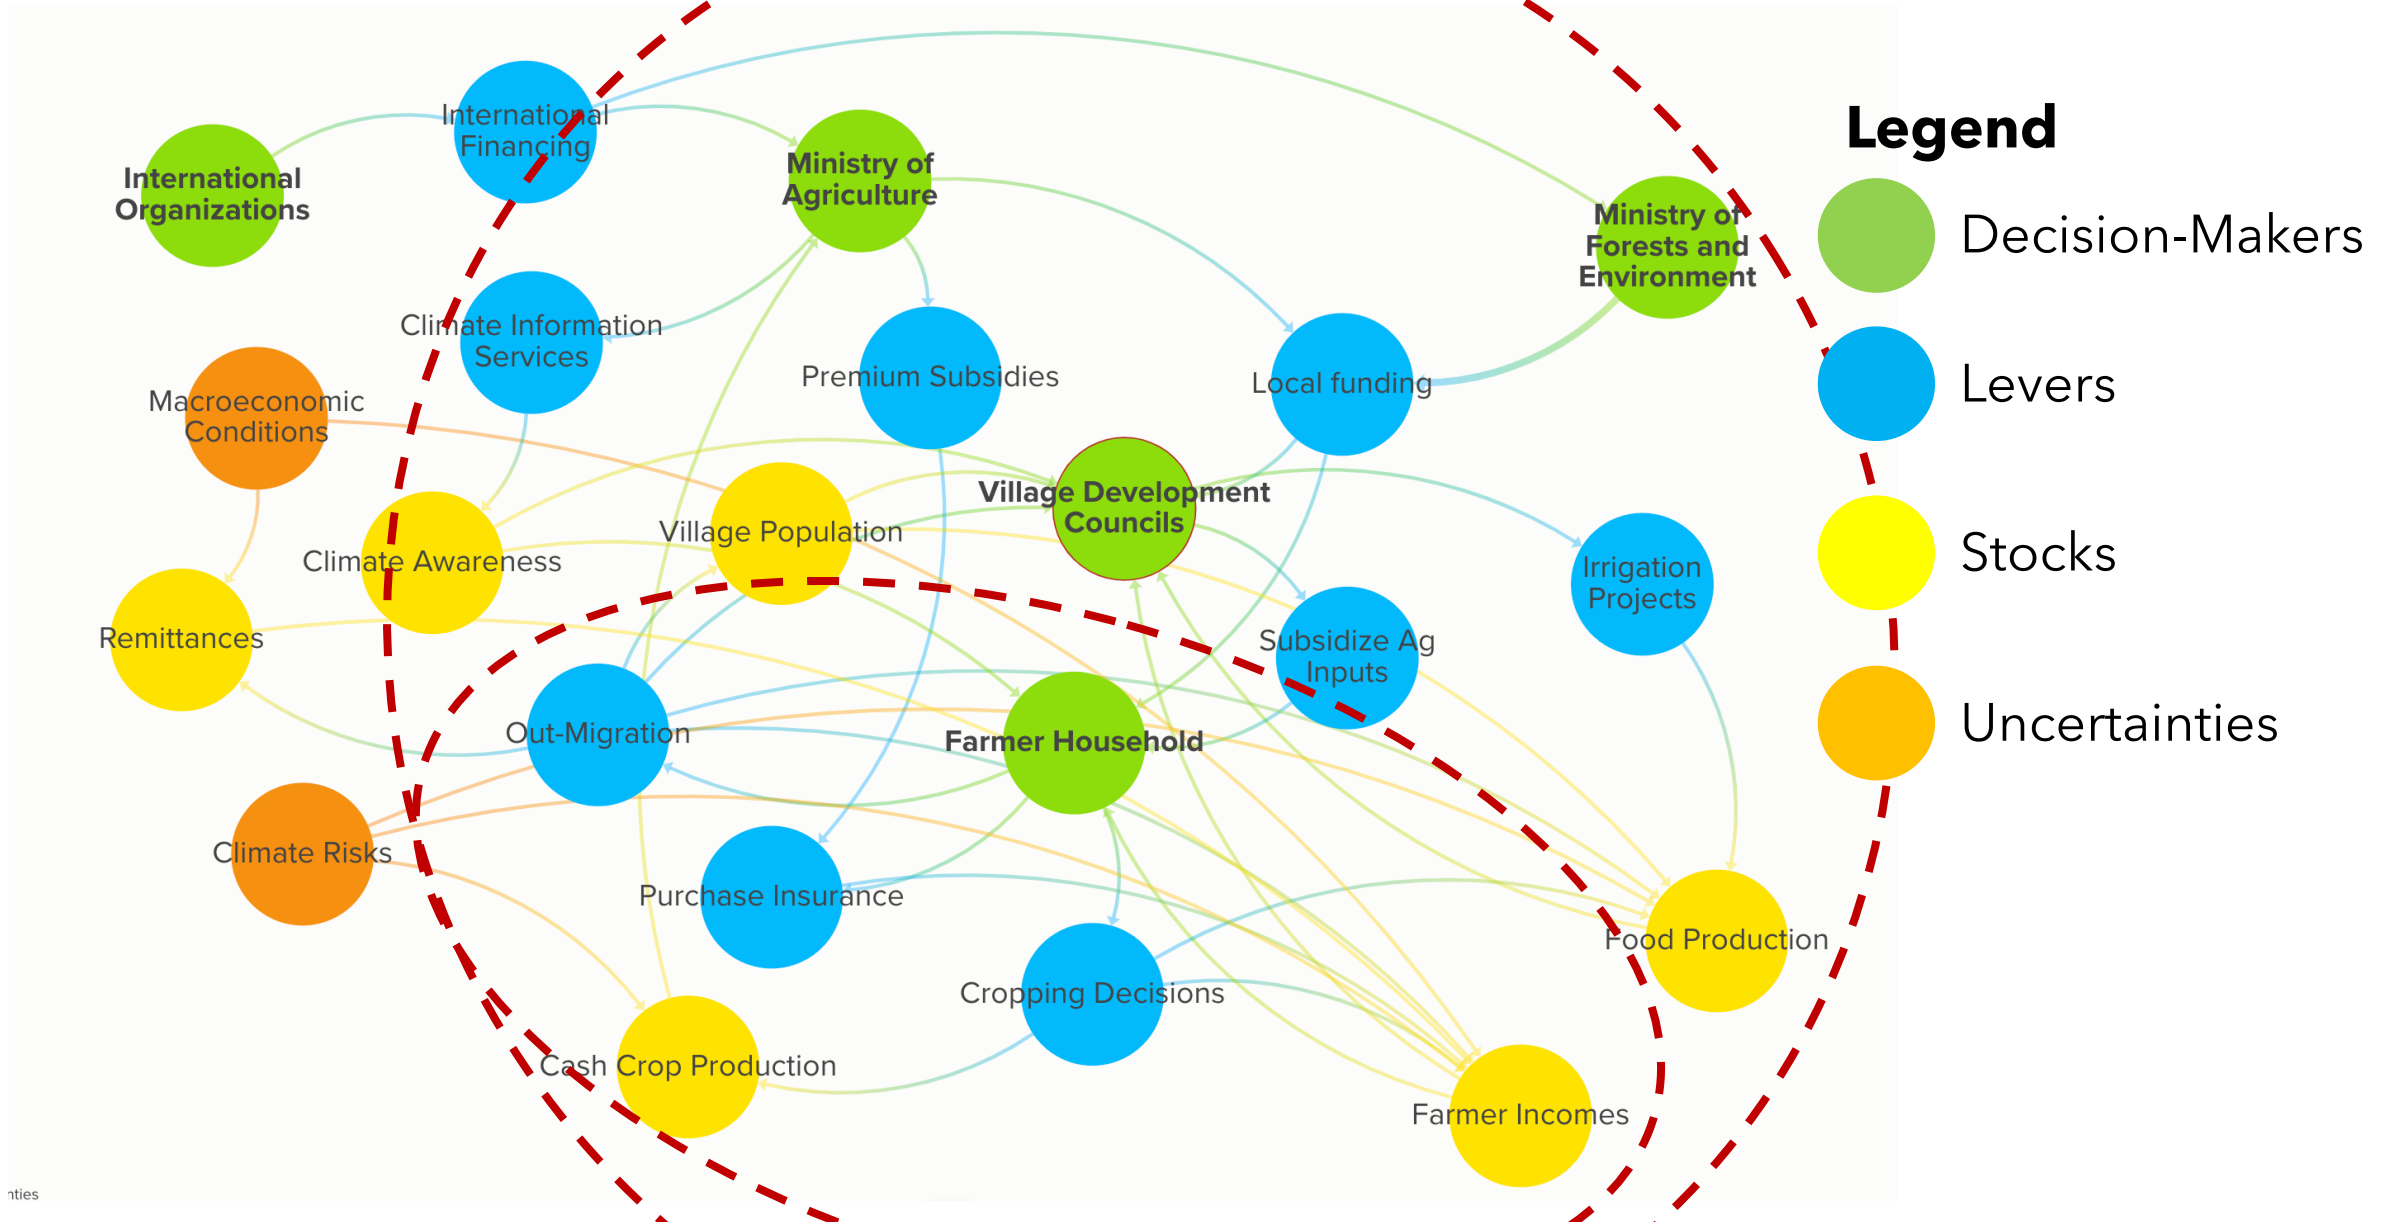 International
Financing
International
Organizations
Ministry of
Agriculture
Ministry of
Forests and
Environment
Climate Information
Services
Premium Subsidies
Local funding
Macroeconomic
Conditions
Village Development
Councils
Village Population
Climate Awareness
Irrigation
Projects
Remittances
Subsidize Ag
Inputs
Out-Migration
Farmer Household
Climate Risks
Purchase Insurance
Cropping Decisions
Food Production
Cash Crop Production
Farmer Incomes
Legend
Decision-Makers
Levers
Stocks
Uncertainties